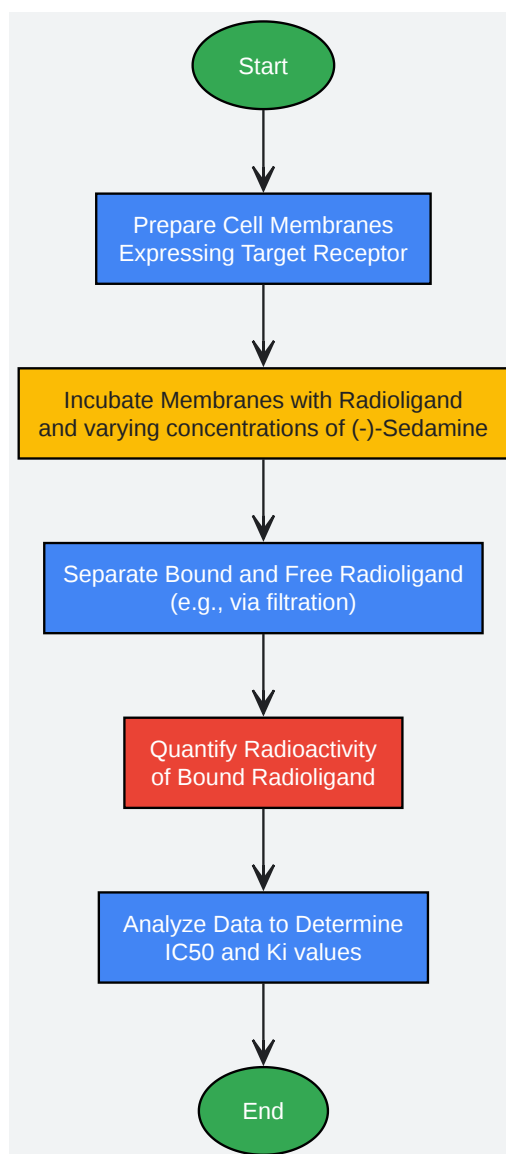 Start
Prepare Cell Membranes
Expressing Target Receptor
Incubate Membranes with Radioligand
and varying concentrations of (-)-Sedamine
Separate Bound and Free Radioligand
(e.g., via filtration)
Quantify Radioactivity
of Bound Radioligand
Analyze Data to Determine
IC50 and Ki values
End